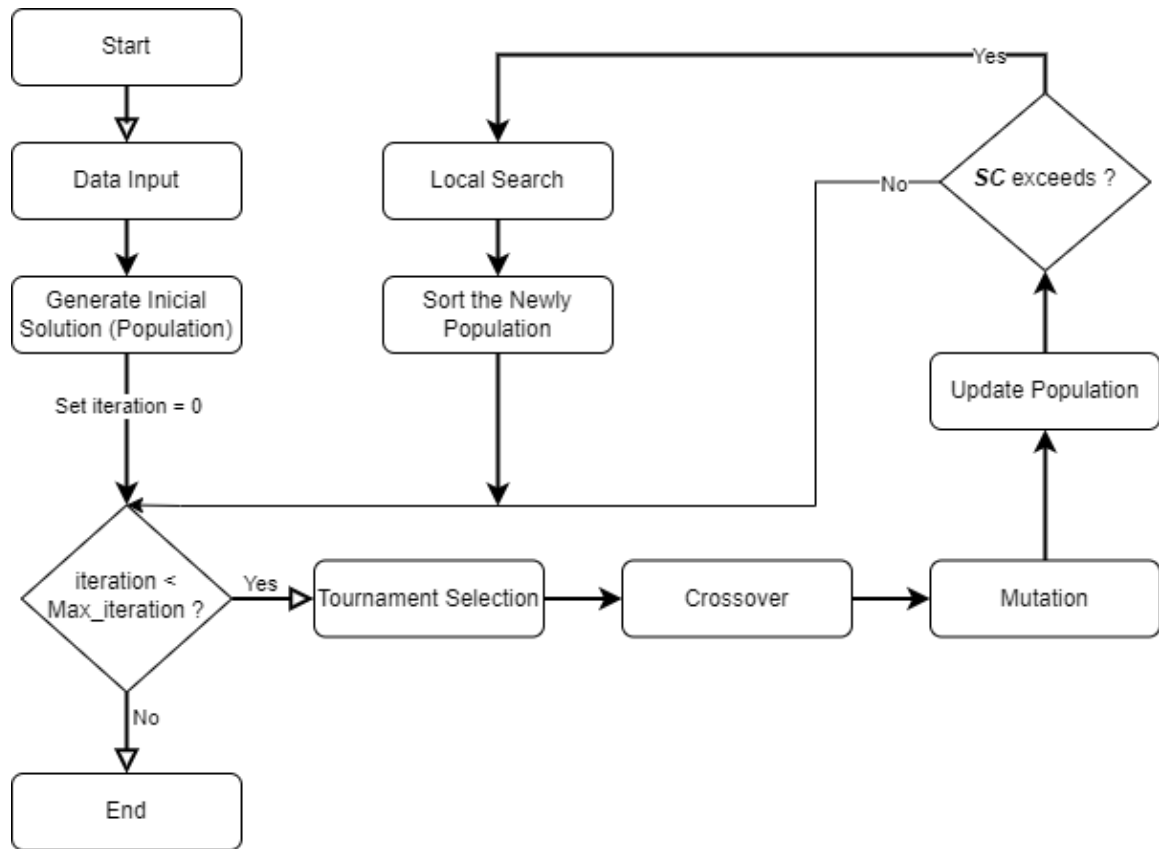 Start
Data Input
Generate Inicial
Solution (Population)
Set iteration = 0
iteration <
Max_iteration ?
Yes
No
End
Tournament Selection
Crossover
Mutation
Update Population
SC exceeds ?
Yes
No
Local Search
Sort the Newly
Population